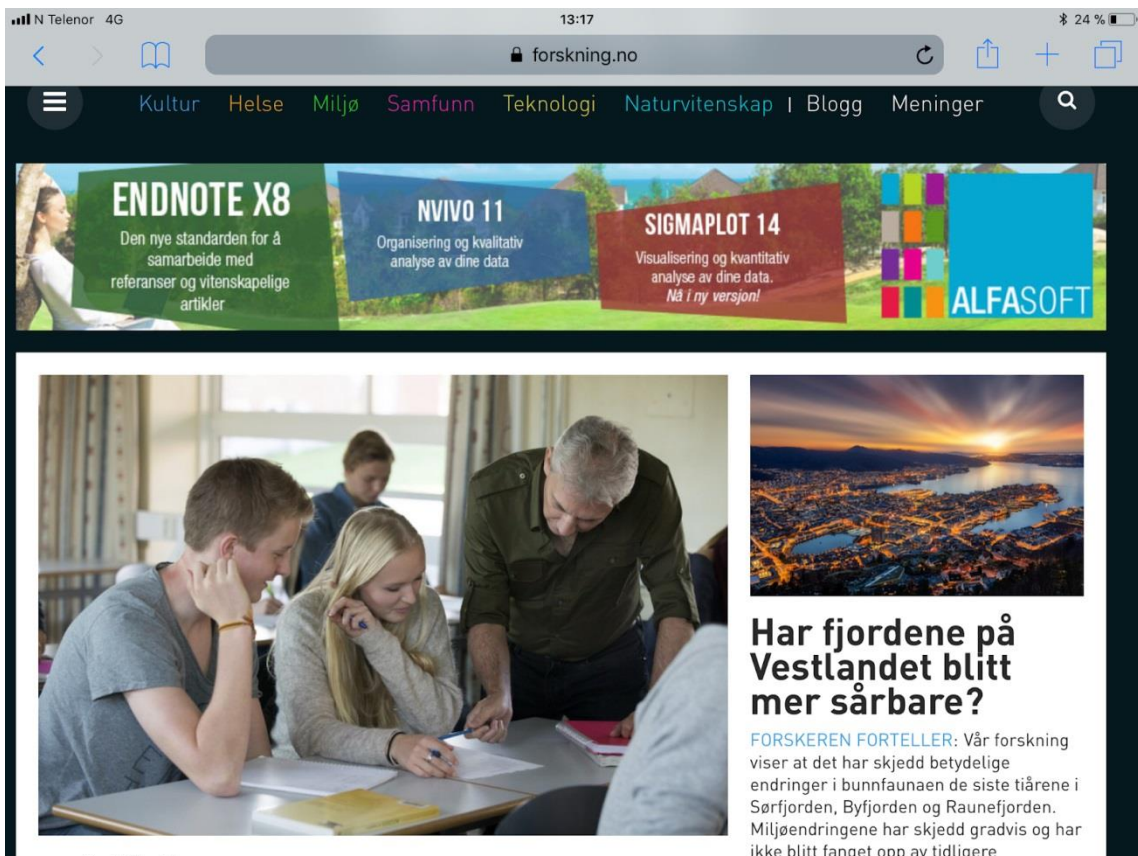 N Telenor 4G
13:17
24 %
forskning.no
Kultur Helse Miljø Samfunn Teknologi Naturvitenskap | Blogg Meninger
ENDNOTE X8
Den nye standarden for å
samarbeide med
referanser og vitenskapelige
artikler
NVIVO 11
Organisering og kvalitativ
analyse av dine data
SIGMAPLOT 14
Visualisering og kvantitativ
analyse av dine data.
Nå i ny versjon!
ALFASOFT
Har fjordene på
Vestlandet blitt
mer sårbare?
FORSKEREN FORTELLER: Vår forskning
viser at det har skjedd betydelige
endringer i bunnfaunaen de siste tiårene i
Sørfjorden, Byfjorden og Raunefjorden.
Miljøendringene har skjedd gradvis og har
ikke blitt fanget opp av tidligere